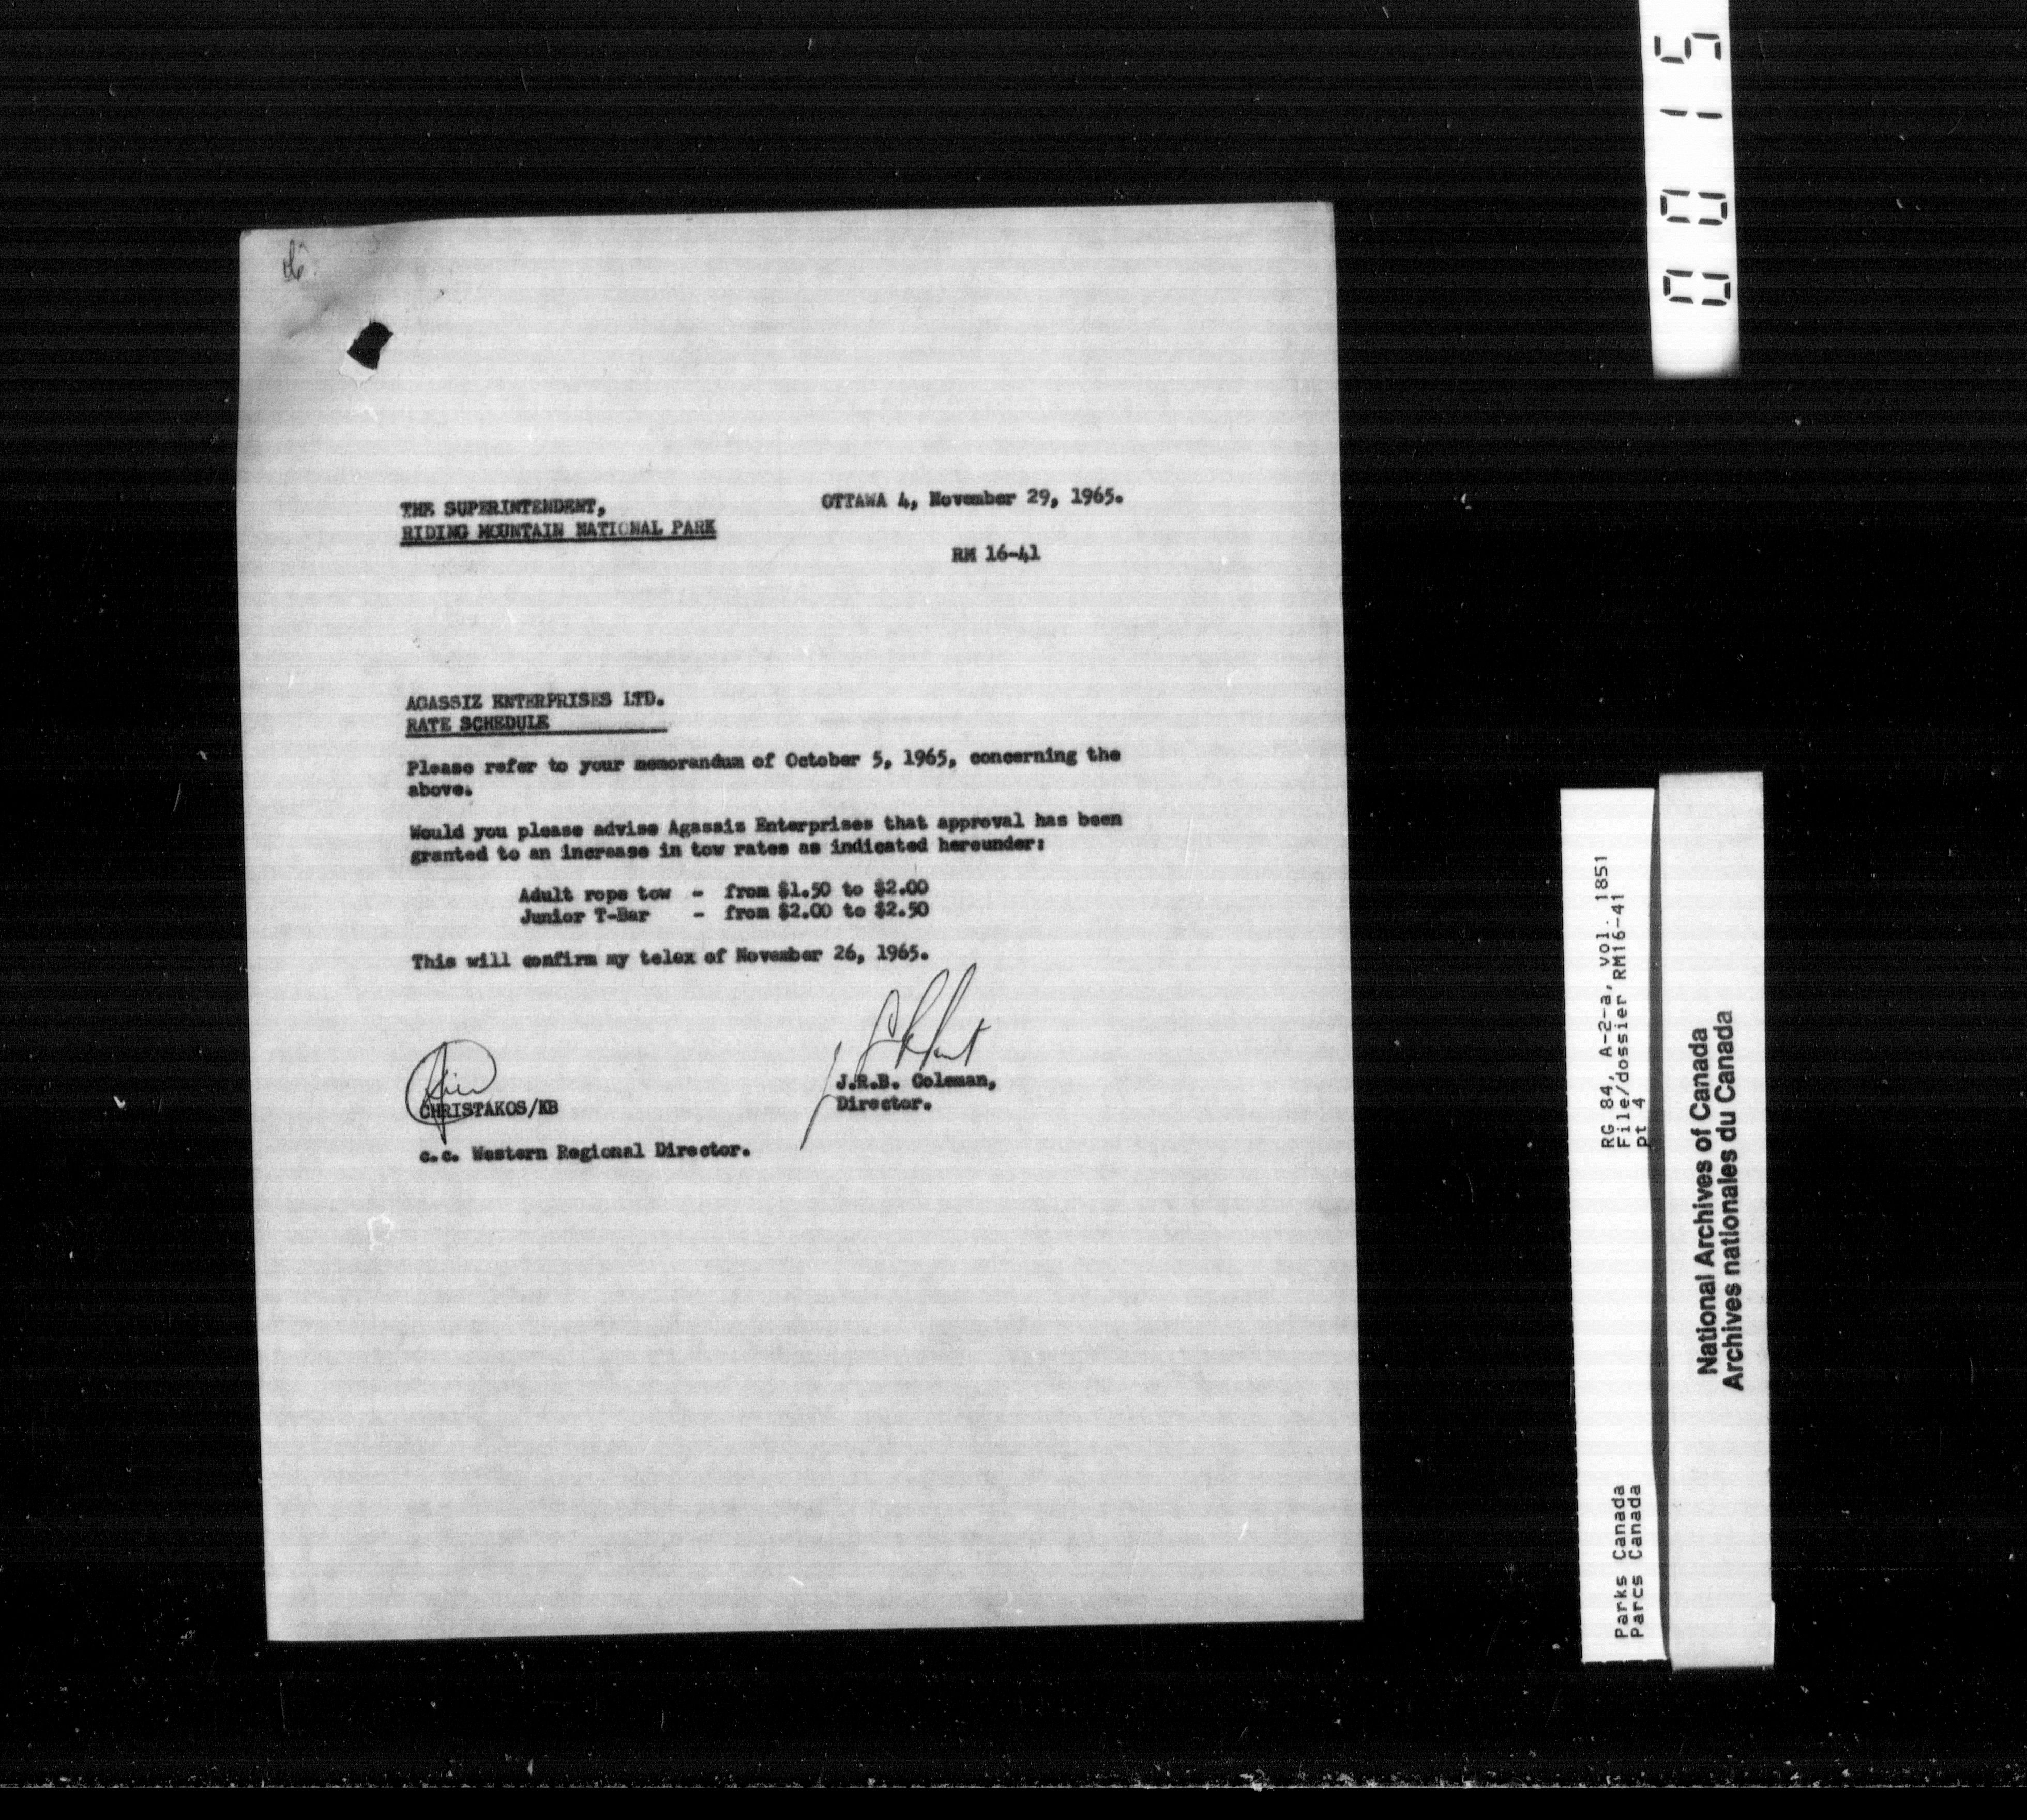 0015
THE SUPERINTENDENT,
RIDING MOUNTAIN NATIONAL PARK
OTTAWA 4, November 29, 1965.
RM 16-41
AGASSIZ ENTERPRISES LTD.
RATE SCHEDULE
Please refer to your memorandum of October 5, 1965, concerning the
above.
Would you please advise Agassiz Enterprises that approval has been
granted to an increase in tow rates as indicated hereunder:
Adult rope tow - from $1.50 to $2.00
Junior T-Bar - from $2.00 to $2.50
This will confirm my telex of November 26, 1965.
J.R.B. Coleman,
Director.
CHRISTAKOS/KB
c.c. Western Regional Director.
RG 84, A-2-a, vol. 1851
File/dossier RM16-41
pt 4
Parks Canada
Parcs Canada
National Archives of Canada
Archives nationales du Canada